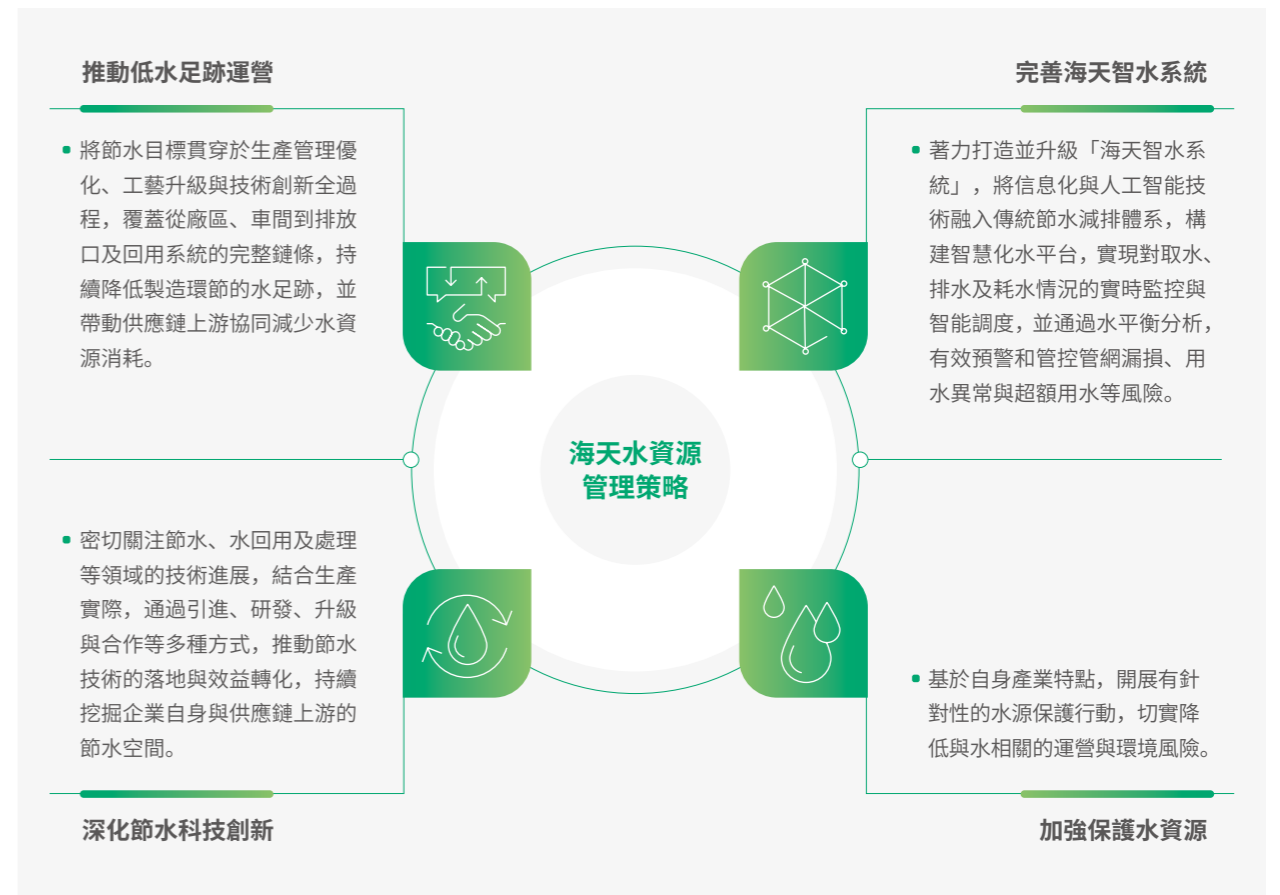 推動低水足跡運營
將節水目標貫穿於生產管理優
化、工藝升級與技術創新全過
程，覆蓋從廠區、車間到排放
口及回用系統的完整鏈條，持
續降低製造環節的水足跡，並
帶動供應鏈上游協同減少水資
源消耗。
完善海天智水系統
著力打造並升級「海天智水系
統」，將信息化與人工智能技
術融入傳統節水減排體系，構
建智慧化水平台，實現對取水、
排水及耗水情況的實時監控與
智能調度，並通過水平衡分析，
有效預警和管控管網漏損、用
水異常與超額用水等風險。
海天水資源
管理策略
密切關注節水、水回用及處理
等領域的技術進展，結合生產
實際，通過引進、研發、升級
與合作等多種方式，推動節水
技術的落地與效益轉化，持續
挖掘企業自身與供應鏈上游的
節水空間。
深化節水科技創新
基於自身產業特點，開展有針
對性的水源保護行動，切實降
低與水相關的運營與環境風險。
加強保護水資源